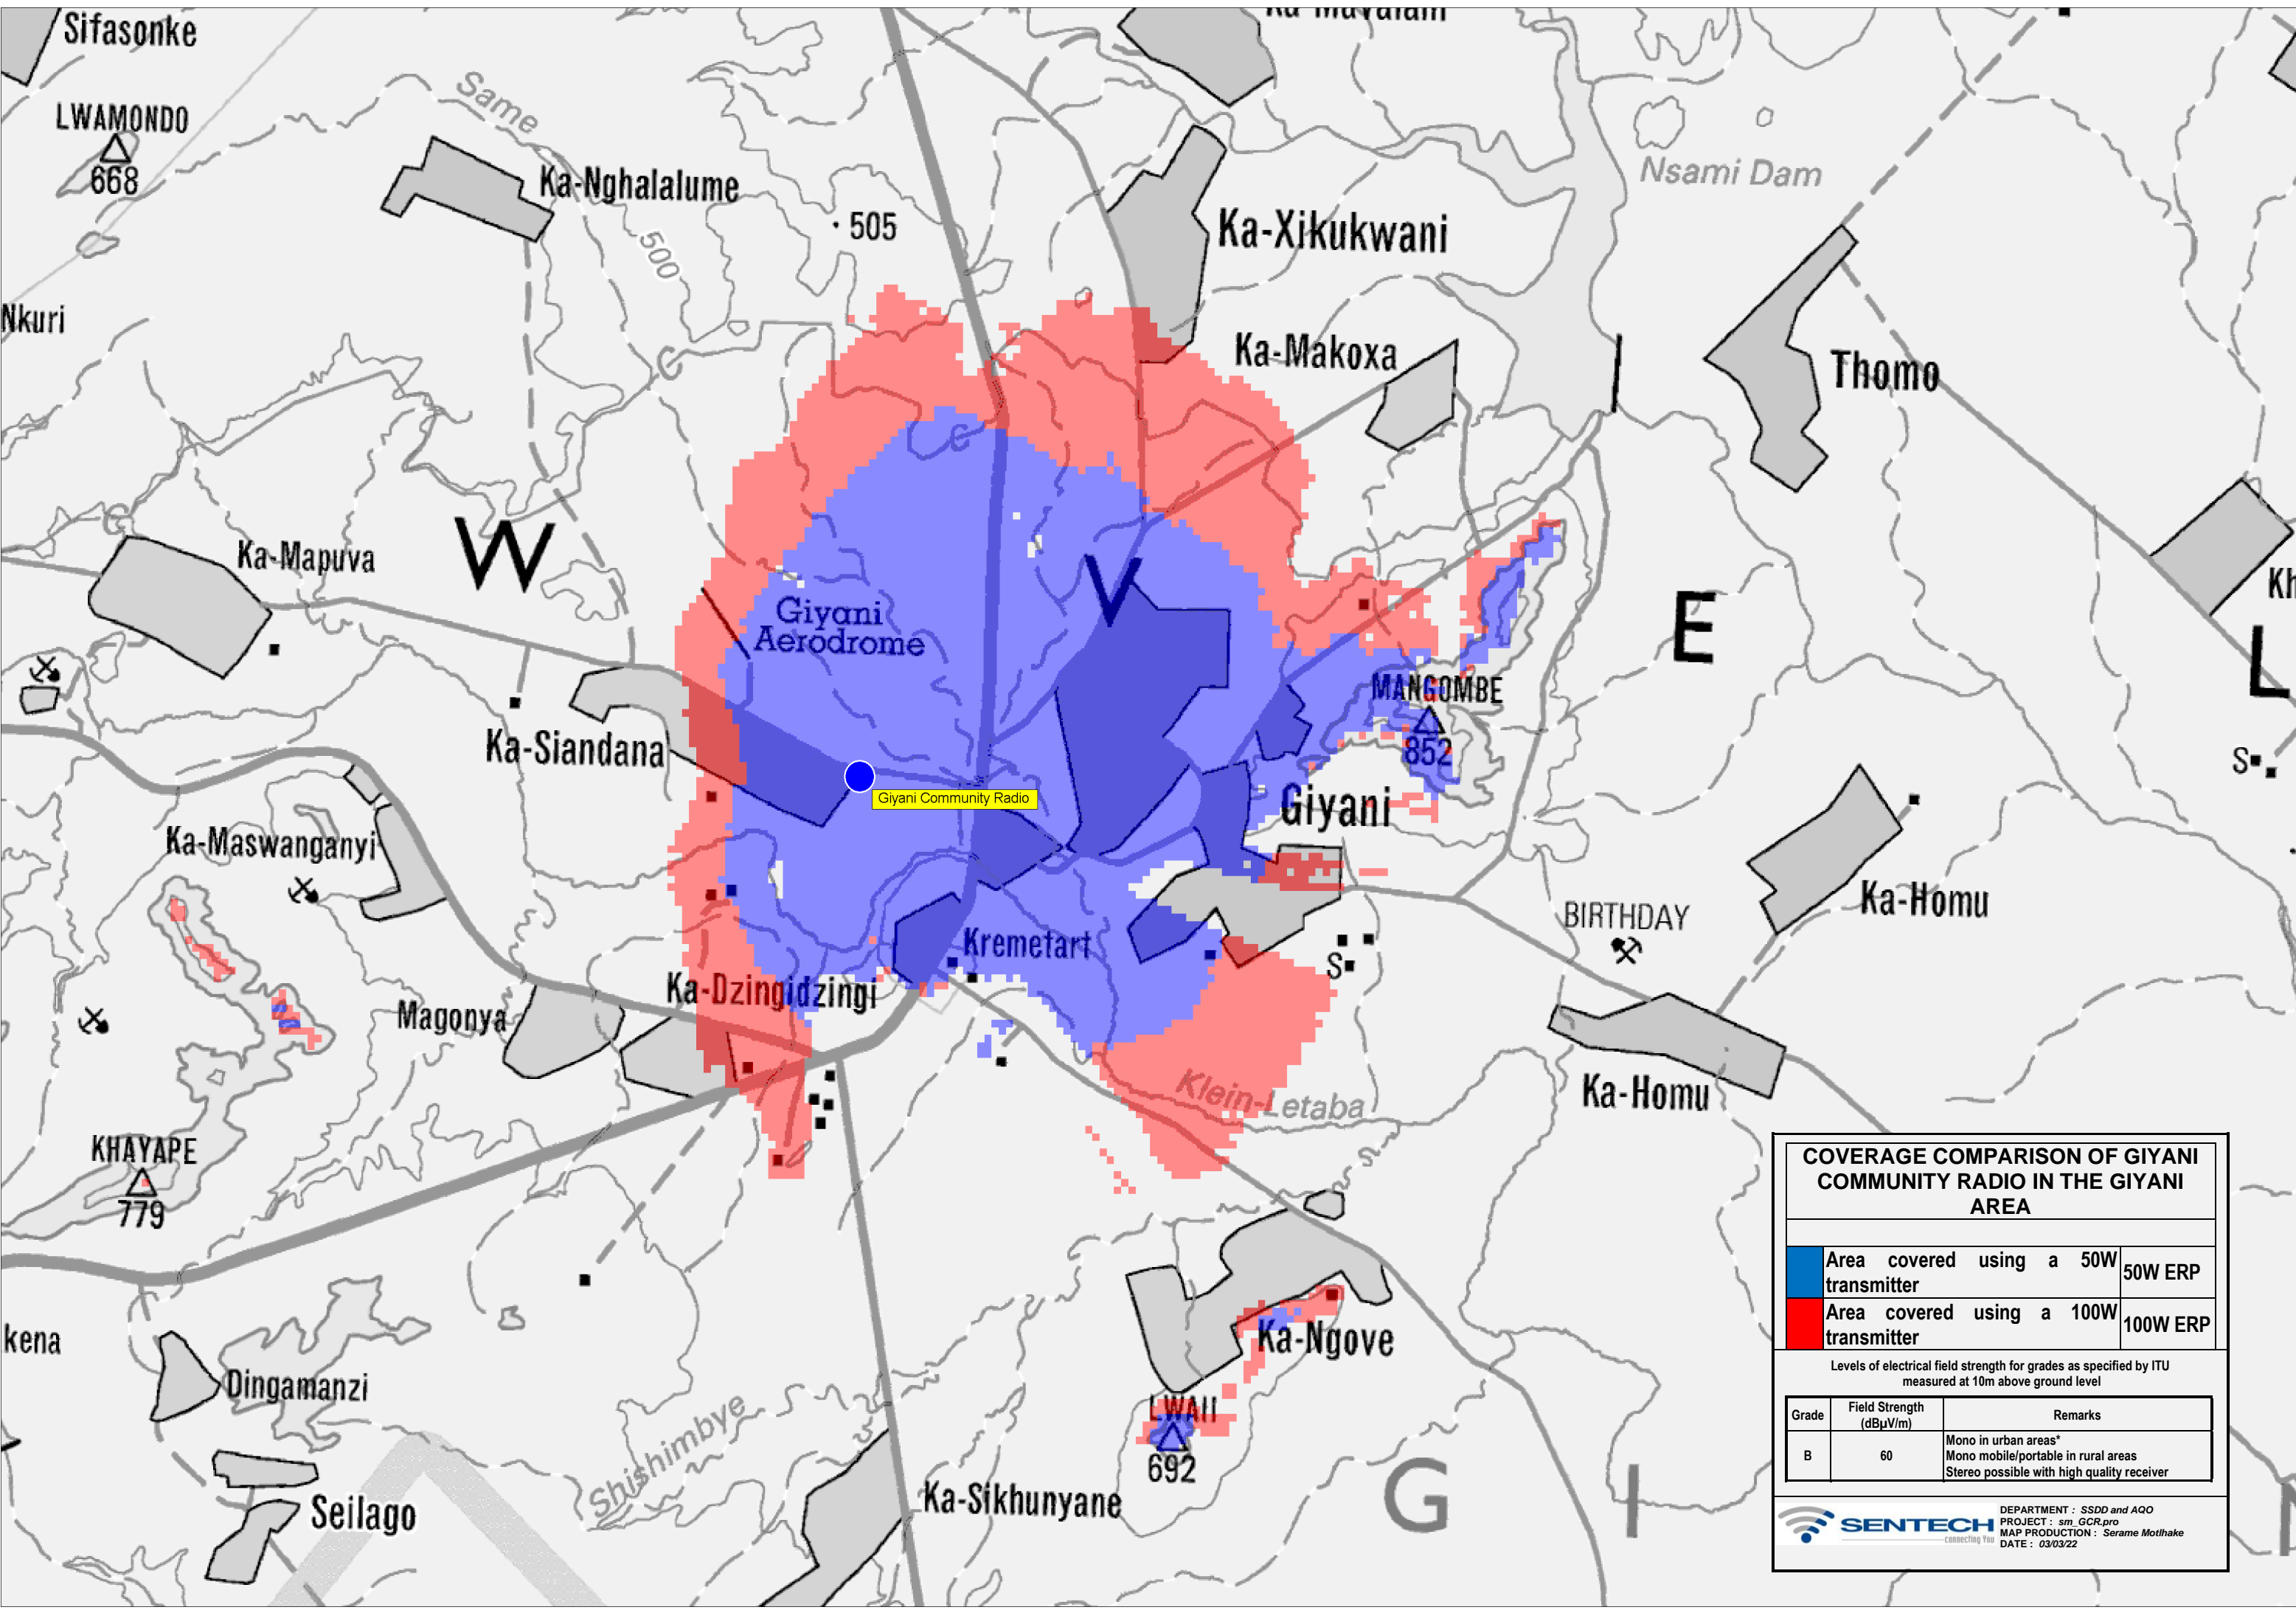 Sifasonke
Ka-Mavalam
LWAMONDO
668
Same
Ka-Nghalalume
500
505
Ka-Xikukwani
Nsami Dam
Nkuri
Ka-Makoxa
Thomo
I
C
C
Ka-Mapuva
W
V
Giyani
Aerodrome
E
Kh
L
MANGOMBE
852
Ka-Siandana
Giyani Community Radio
Giyani
S
Ka-Maswanganyi
Ka-Homu
BIRTHDAY
Kremetart
S
Ka-Dzingidzingi
Magonya
Klein-Letaba
Ka-Homu
KHAYAPE
779
kena
Dingamanzi
Ka-Ngove
LWAII
692
Shishimbye
Ka-Sikhunyane
Seilago
G
I
COVERAGE COMPARISON OF GIYANI
COMMUNITY RADIO IN THE GIYANI
AREA
Area covered using a 50W
transmitter
50W ERP
Area covered using a 100W
transmitter
100W ERP
Levels of electrical field strength for grades as specified by ITU
measured at 10m above ground level
Grade
Field Strength
(dBµV/m)
Remarks
B
60
Mono in urban areas*
Mono mobile/portable in rural areas
Stereo possible with high quality receiver
SENTECH
connecting You
DEPARTMENT : SSDD and AQO
PROJECT : sm_GCR.pro
MAP PRODUCTION : Serame Motlhake
DATE : 03/03/22